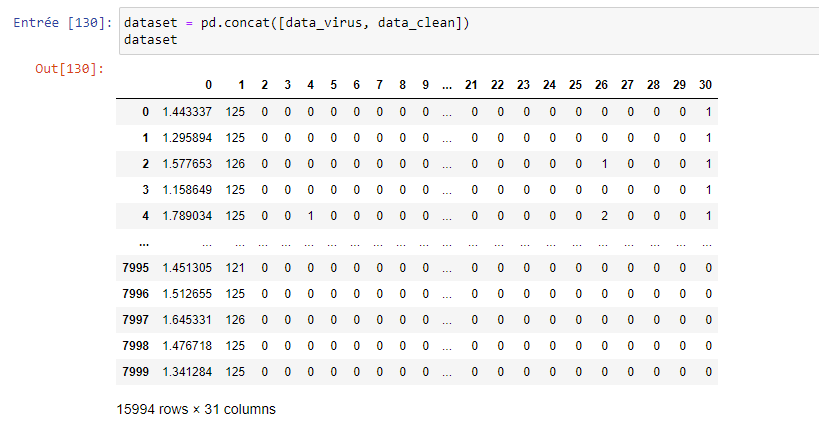 Entrée [130]: dataset = pd.concat([data_virus, data_clean])
dataset
Out[130]:
0 1 2 3 4 5 6 7 8 9 ... 21 22 23 24 25 26 27 28 29 30
0 1.443337 125 0 0 0 0 0 0 0 0 ... 0 0 0 0 0 0 0 0 0 1
1 1.295894 125 0 0 0 0 0 0 0 0 ... 0 0 0 0 0 0 0 0 0 1
2 1.577653 126 0 0 0 0 0 0 0 0 ... 0 0 0 0 0 1 0 0 0 1
3 1.158649 125 0 0 0 0 0 0 0 0 ... 0 0 0 0 0 0 0 0 0 1
4 1.789034 125 0 0 1 0 0 0 0 0 ... 0 0 0 0 0 2 0 0 0 1
... ... ... ... ... ... ... ... ... ... ... ... ... ... ... ... ... ... ... ... ... ...
7995 1.451305 121 0 0 0 0 0 0 0 0 ... 0 0 0 0 0 0 0 0 0 0
7996 1.512655 125 0 0 0 0 0 0 0 0 ... 0 0 0 0 0 0 0 0 0 0
7997 1.645331 126 0 0 0 0 0 0 0 0 ... 0 0 0 0 0 0 0 0 0 0
7998 1.476718 125 0 0 0 0 0 0 0 0 ... 0 0 0 0 0 0 0 0 0 0
7999 1.341284 125 0 0 0 0 0 0 0 0 ... 0 0 0 0 0 0 0 0 0 0
15994 rows × 31 columns